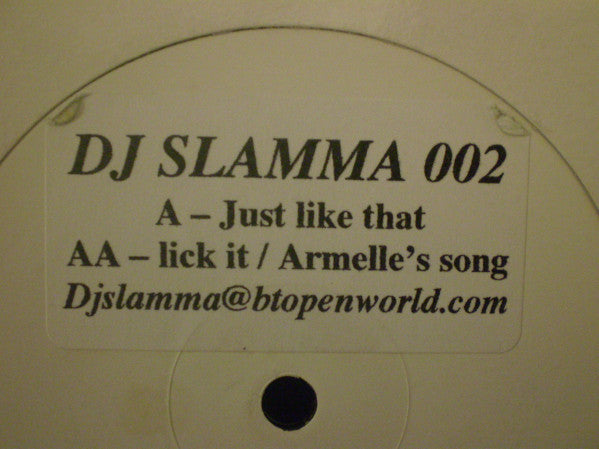 DJ SLAMMA 002
A – Just like that
AA – lick it / Armelle's song
Djslamma@btopenworld.com